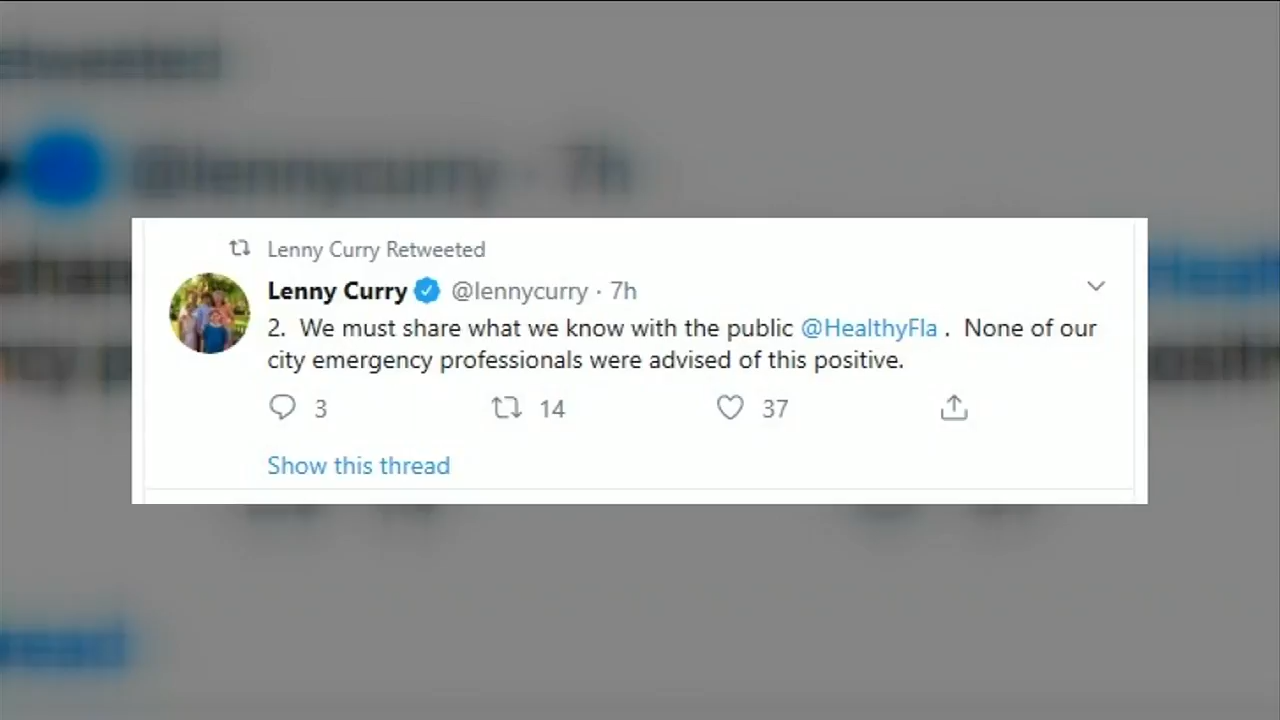 Lenny Curry Retweeted
Lenny Curry @lennycurry · 7h
2. We must share what we know with the public @HealthyFla . None of our
city emergency professionals were advised of this positive.
3 14 37
Show this thread